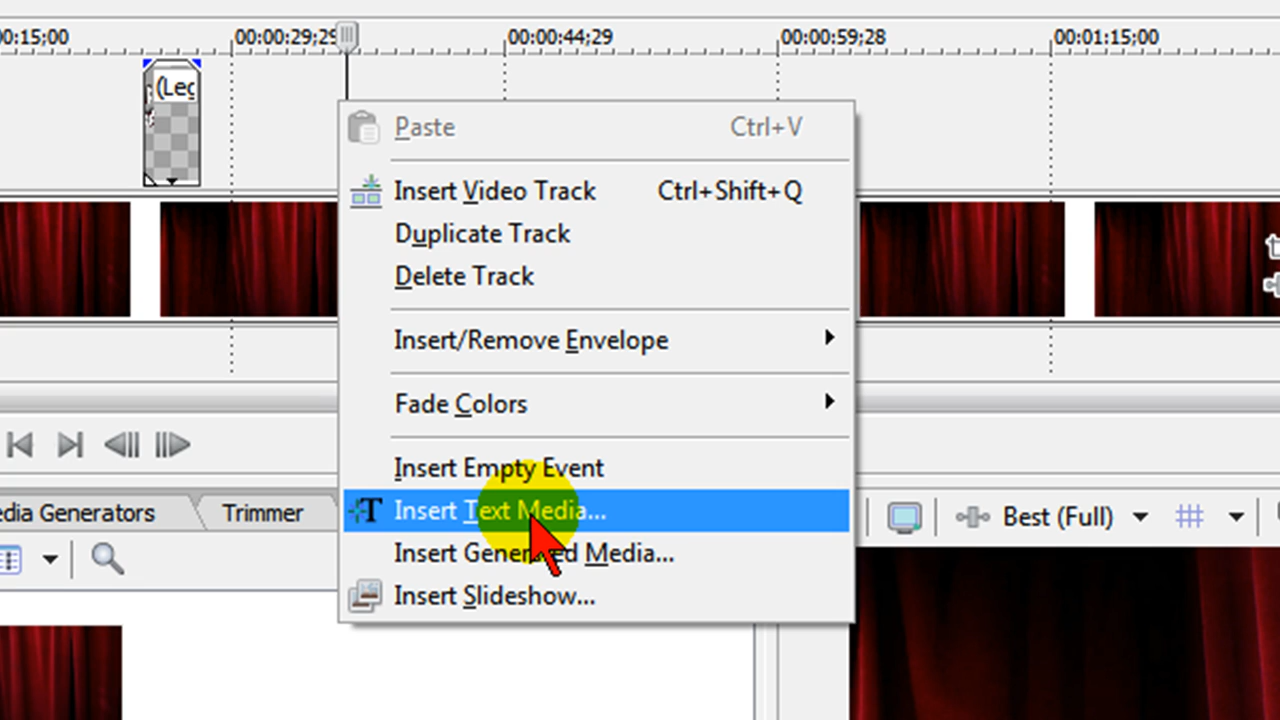 00:15;00 00:00:29;29 00:00:44;29 00:00:59;28 00:01:15;00
(Leg
Paste Ctrl+V
Insert Video Track Ctrl+Shift+Q
Duplicate Track
Delete Track
Insert/Remove Envelope
Fade Colors
Insert Empty Event
Insert Text Media...
Insert Generated Media...
Insert Slideshow...
edia Generators Trimmer
Best (Full)